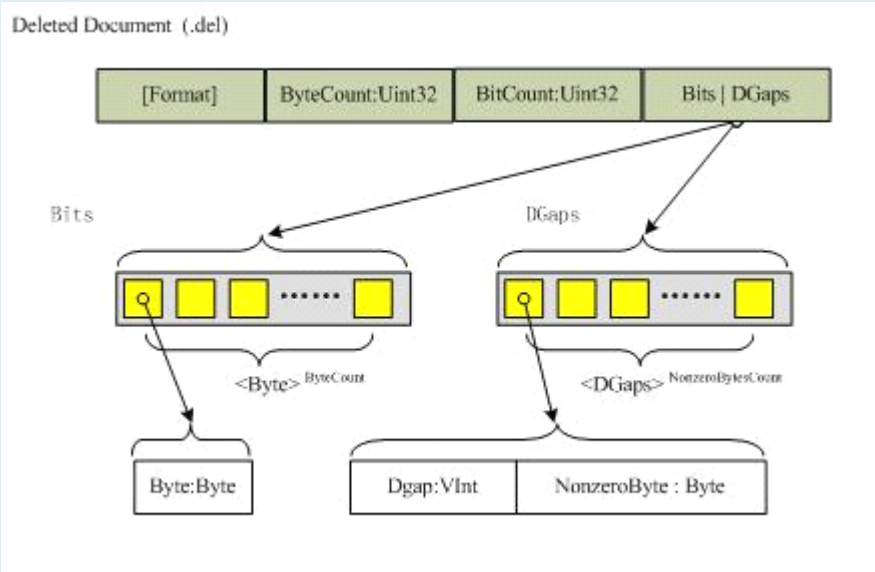 Deleted Document (.del)
[Format] ByteCount:Uint32 BitCount:Uint32 Bits | DGaps
Bits DGaps
<Byte> ByteCount <DGaps> NonzeroBytesCount
Byte:Byte Dgap:VInt NonzeroByte : Byte